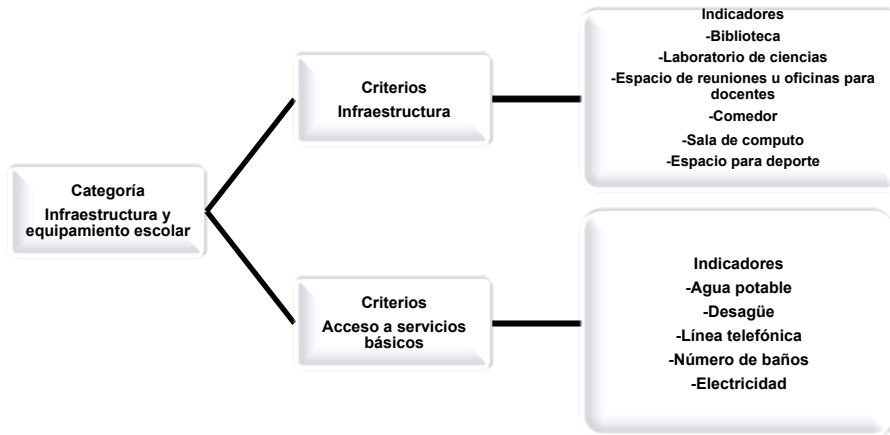 Categoría
Infraestructura y
equipamiento escolar
Criterios
Infraestructura
Indicadores
-Biblioteca
-Laboratorio de ciencias
-Espacio de reuniones u oficinas para
docentes
-Comedor
-Sala de computo
-Espacio para deporte
Criterios
Acceso a servicios
básicos
Indicadores
-Agua potable
-Desagüe
-Línea telefónica
-Número de baños
-Electricidad